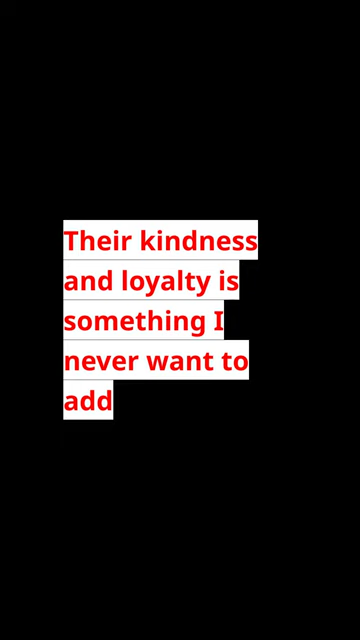 Their kindness
and loyalty is
something I
never want to
add